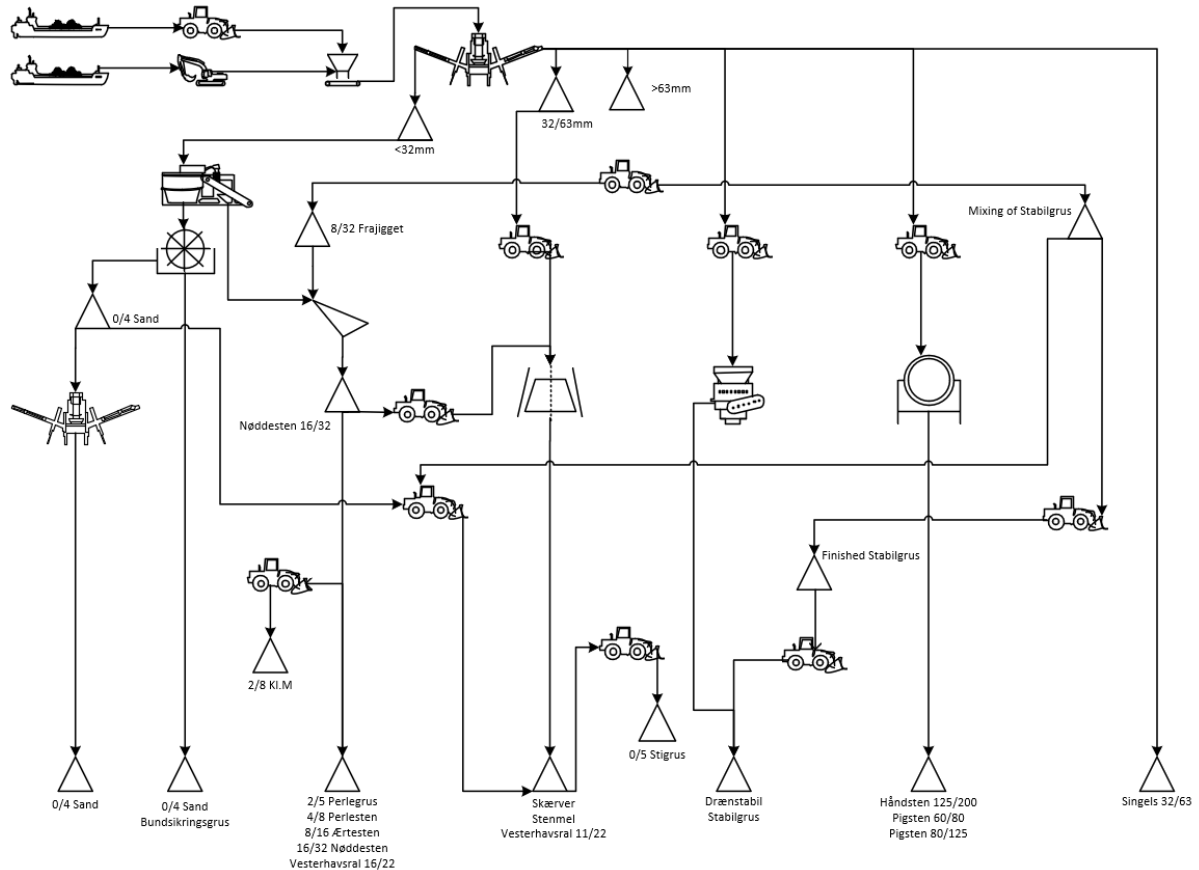 >63mm
32/63mm
<32mm
8/32 Frajigget
Mixing of Stabilgrus
0/4 Sand
Nøddesten 16/32
Finished Stabilgrus
2/8 Kl.M
0/5 Stigrus
0/4 Sand
0/4 Sand
Bundsikringsgrus
2/5 Perlegrus
4/8 Perlesten
8/16 Ærtesten
16/32 Nøddesten
Vesterhavsral 16/22
Skærver
Stenmel
Vesterhavsral 11/22
Drænstabil
Stabilgrus
Håndsten 125/200
Pigsten 60/80
Pigsten 80/125
Singels 32/63